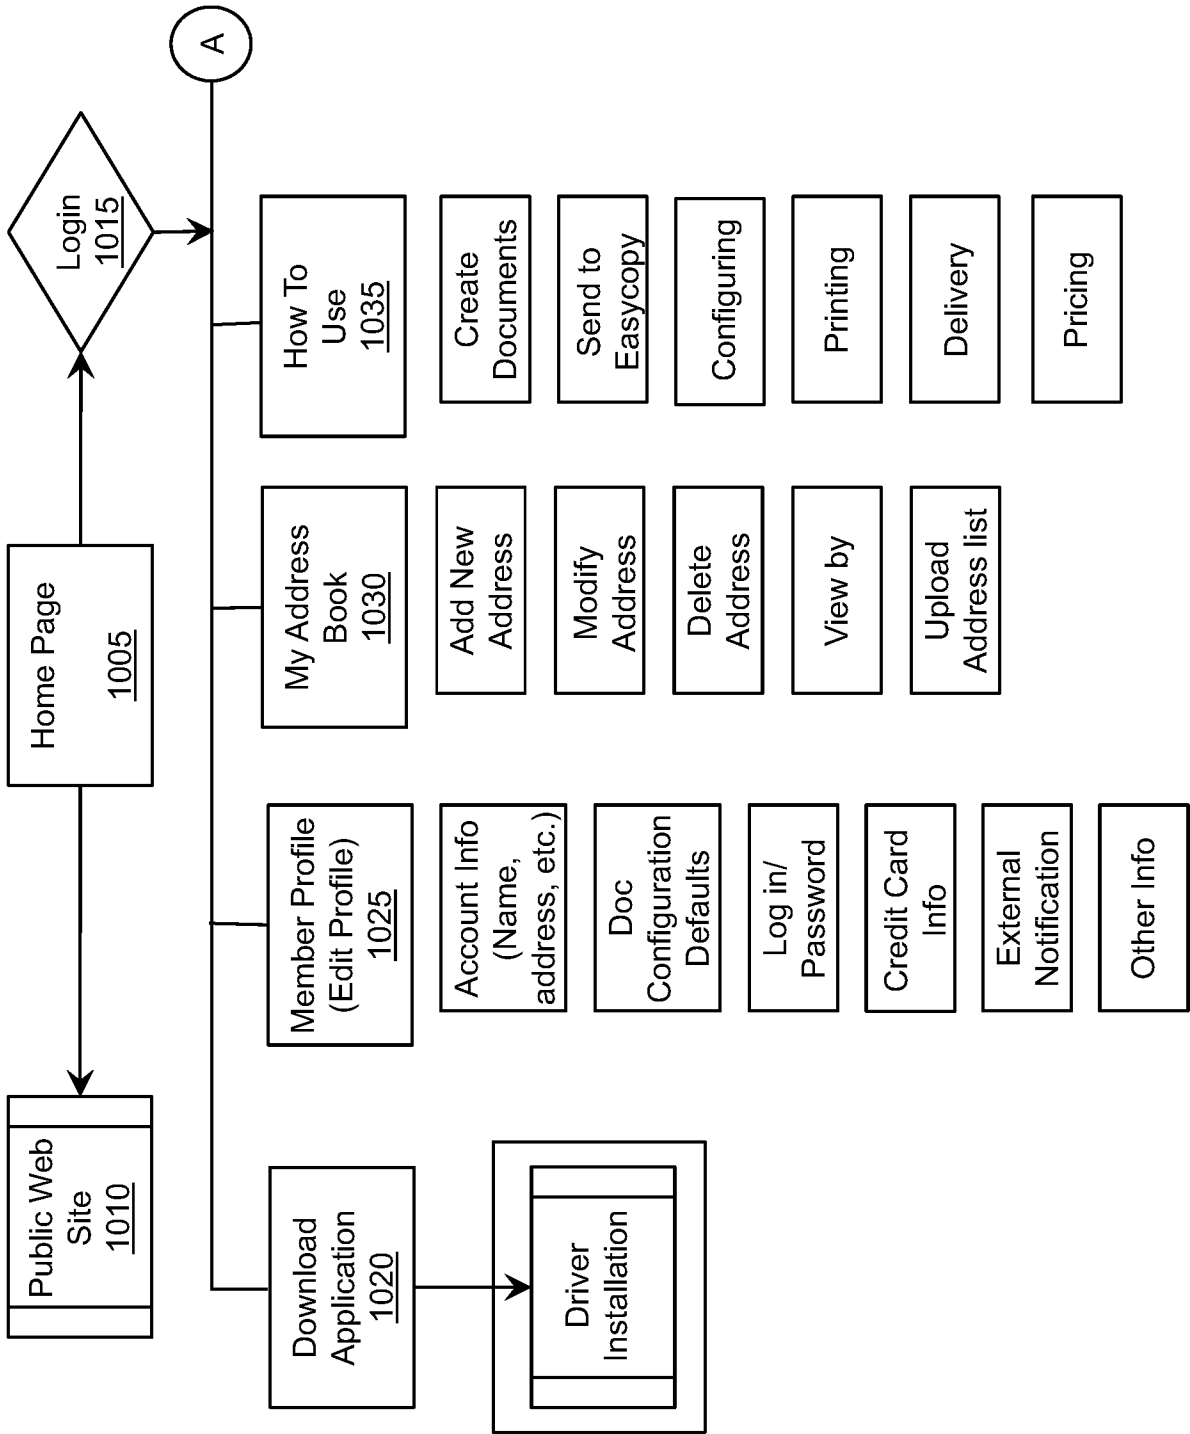 Public Web
Site
1010
Home Page
1005
Login
1015
A
Download
Application
1020
Driver
Installation
Member Profile
(Edit Profile)
1025
Account Info
(Name,
address, etc.)
Doc
Configuration
Defaults
Log in/
Password
Credit Card
Info
External
Notification
Other Info
My Address
Book
1030
Add New
Address
Modify
Address
Delete
Address
View by
Upload
Address list
How To
Use
1035
Create
Documents
Send to
Easycopy
Configuring
Printing
Delivery
Pricing